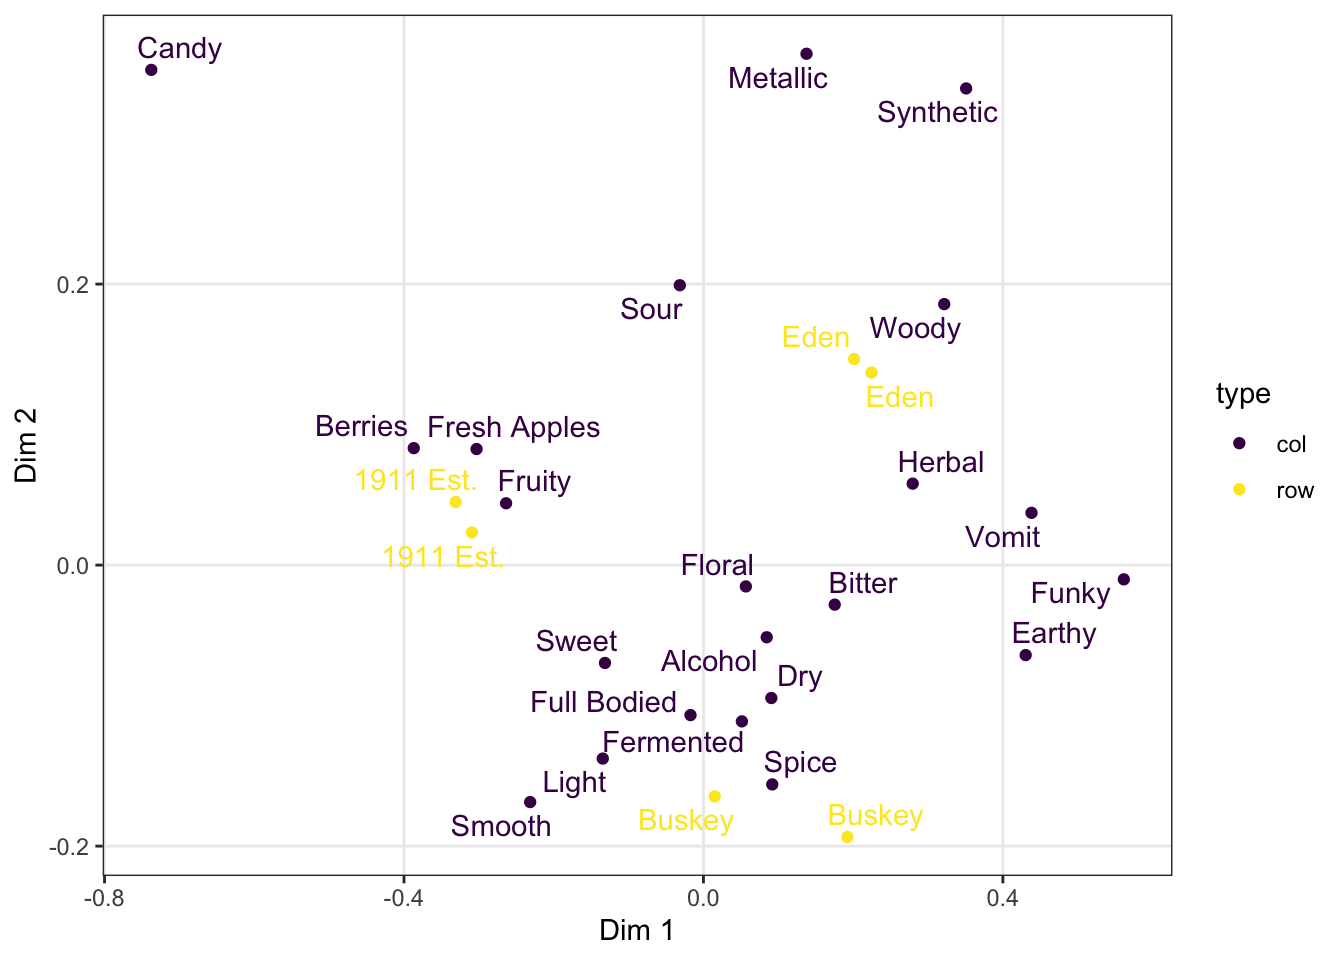 Candy
Metallic
Synthetic
0.2
Sour
Woody
Eden
Eden
Berries
Fresh Apples
Herbal
1911 Est.
Fruity
Vomit
1911 Est.
0.0
Floral
Bitter
Funky
Earthy
Sweet
Alcohol
Dry
Full Bodied
Fermented
Spice
Light
Buskey
Buskey
Smooth
-0.2
-0.8
-0.4
0.0
0.4
Dim 1
Dim 2
type
col
row